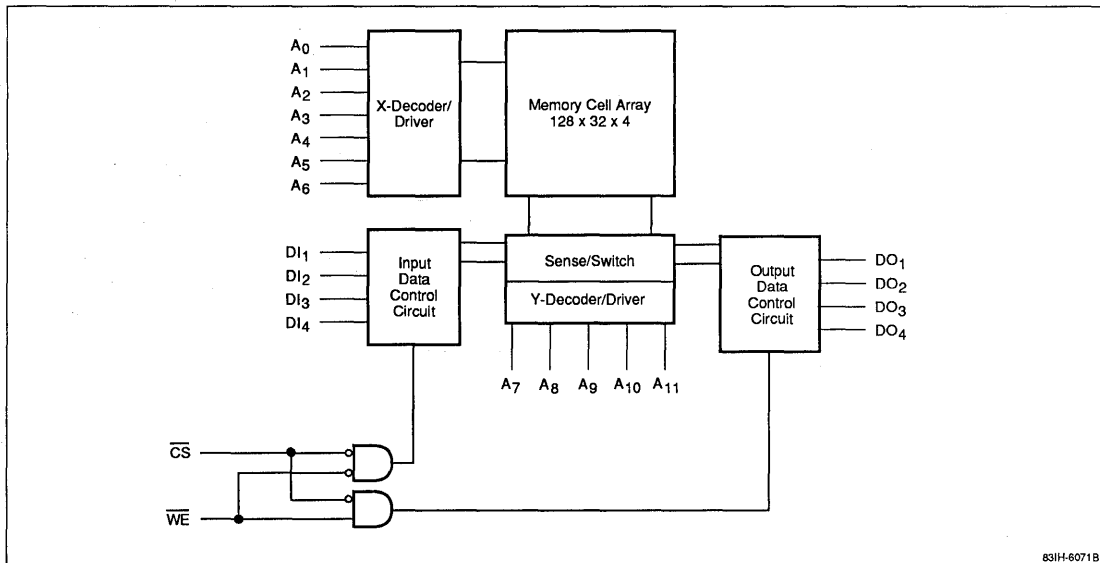 A0
A1
A2
A3
A4
A5
A6
X-Decoder/
Driver
Memory Cell Array
128 x 32 x 4
DI1
DI2
DI3
DI4
Input
Data
Control
Circuit
Sense/Switch
Y-Decoder/Driver
Output
Data
Control
Circuit
DO1
DO2
DO3
DO4
A7 A8 A9 A10 A11
C̅S̅
W̅E̅
83IH-6071B